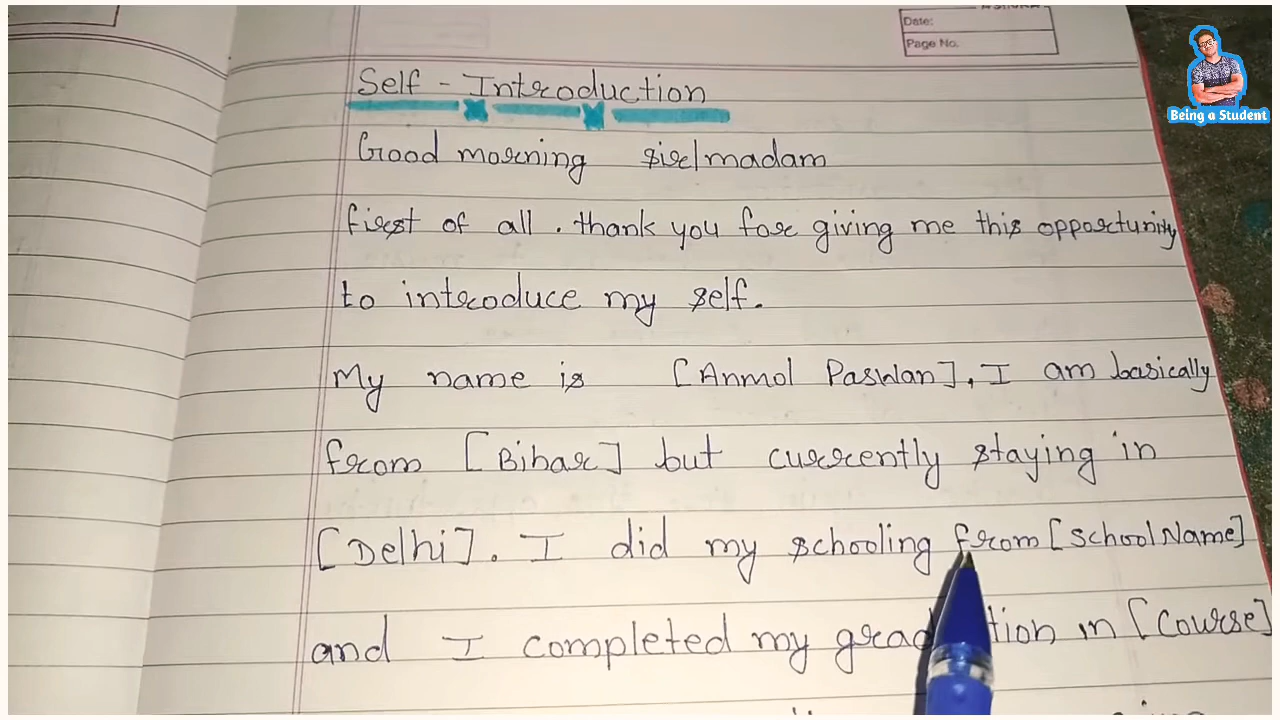 Date:
Page No.
Being a Student
Self - Introduction
Good morning sir/madam
first of all . thank you for giving me this opportunity
to introduce my self.
My name is [Anmol Paswan], I am basically
from [Bihar] but currently staying in
[Delhi]. I did my schooling from [School Name]
and I completed my graduation in [Course]